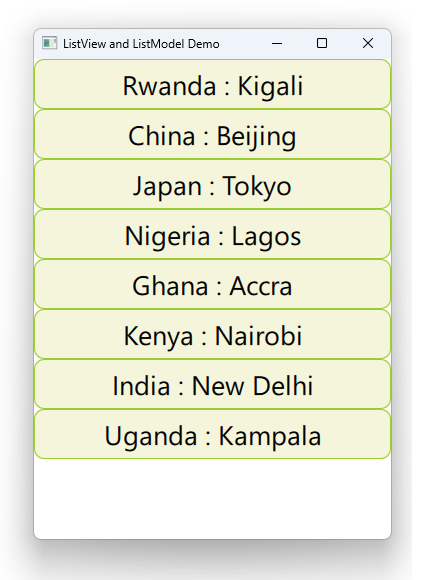 ListView and ListModel Demo
Rwanda : Kigali
China : Beijing
Japan : Tokyo
Nigeria : Lagos
Ghana : Accra
Kenya : Nairobi
India : New Delhi
Uganda : Kampala